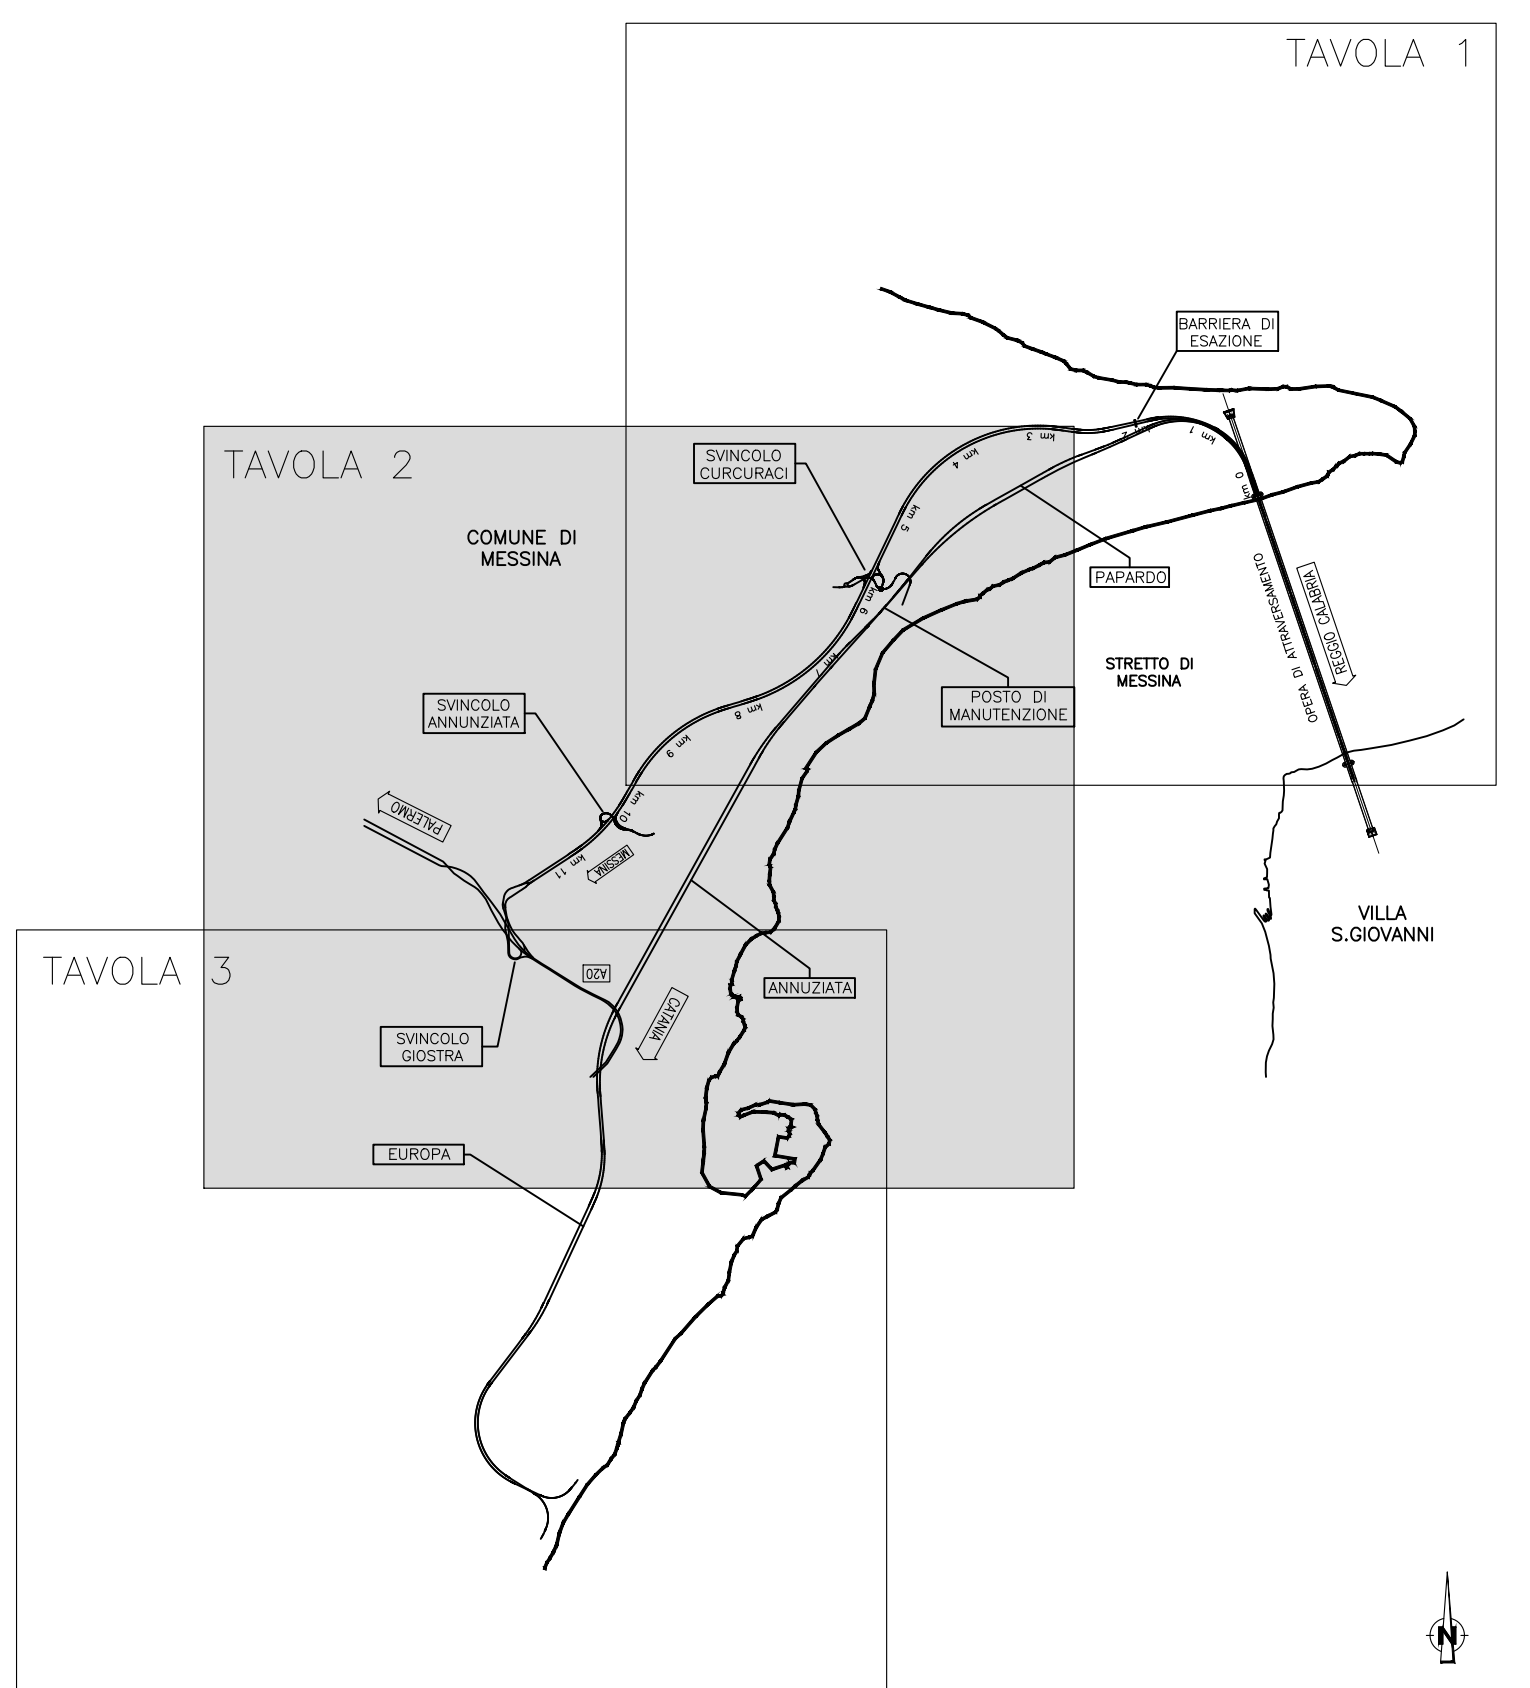 TAVOLA 1
BARRIERA DI
ESAZIONE
km 3
km 2
km 1
km 4
km 0
km 5
SVINCOLO
CURCURACI
TAVOLA 2
COMUNE DI
MESSINA
PAPARDO
OPERA DI ATTRAVERSAMENTO
REGGIO CALABRIA
km 6
km 7
STRETTO DI
MESSINA
POSTO DI
MANUTENZIONE
SVINCOLO
ANNUNZIATA
km 8
km 9
km 10
PALERMO
km 11
MESSINA
VILLA
S.GIOVANNI
TAVOLA 3
A20
ANNUZIATA
CATANIA
SVINCOLO
GIOSTRA
EUROPA
N